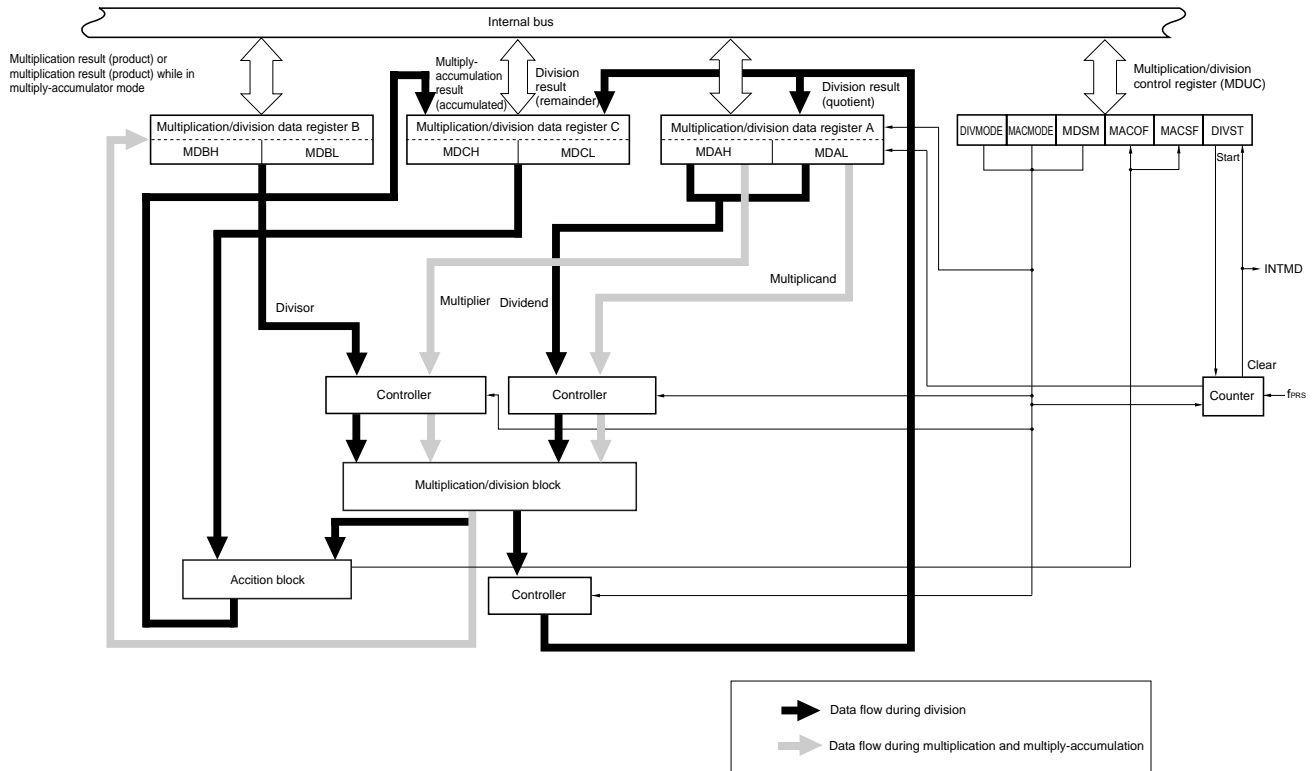 Internal bus
Multiplication result (product) or
multiplication result (product) while in
multiply-accumulator mode
Multiply-
accumulation
result
(accumulated)
Division
result
(remainder)
Division result
(quotient)
Multiplication/division
control register (MDUC)
Multiplication/division data register B
MDBH
MDBL
Multiplication/division data register C
MDCH
MDCL
Multiplication/division data register A
MDAH
MDAL
DIVMODE
MACMODE
MDSM
MACOF
MACSF
DIVST
Start
INTMD
Divisor
Multiplier
Dividend
Multiplicand
Clear
Controller
Controller
Counter
fPRS
Multiplication/division block
Accition block
Controller
Data flow during division
Data flow during multiplication and multiply-accumulation